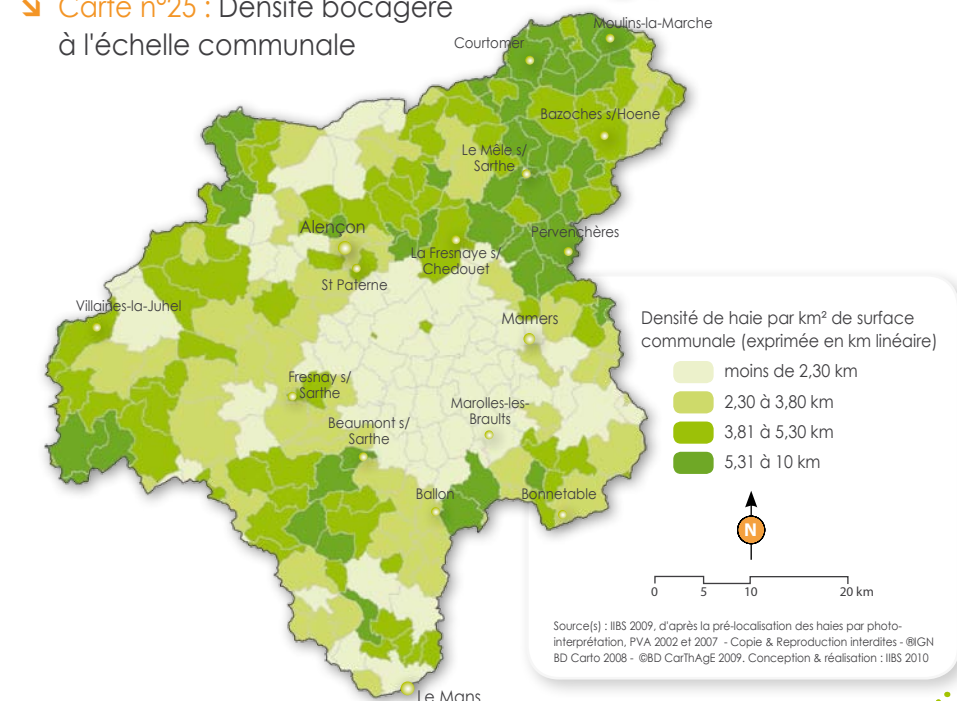 Carte n°25 : Densité bocagère
à l'échelle communale
Moulins-la-Marche
Courtomer
Bazoches s/Hoene
Le Mêle s/
Sarthe
Alençon
Pervenchères
La Fresnaye s/
Chedouet
St Paterne
Villaines-la-Juhel
Mamers
Fresnay s/
Sarthe
Marolles-les-
Braults
Beaumont s/
Sarthe
Ballon
Bonnetable
Le Mans
Densité de haie par km² de surface
communale (exprimée en km linéaire)
moins de 2,30 km
2,30 à 3,80 km
3,81 à 5,30 km
5,31 à 10 km
N
0 5 10 20 km
Source(s) : IIBS 2009, d'après la pré-localisation des haies par photo-
interprétation, PVA 2002 et 2007 - Copie & Reproduction interdites - ®IGN
BD Carto 2008 - ©BD CarThAgE 2009. Conception & réalisation : IIBS 2010